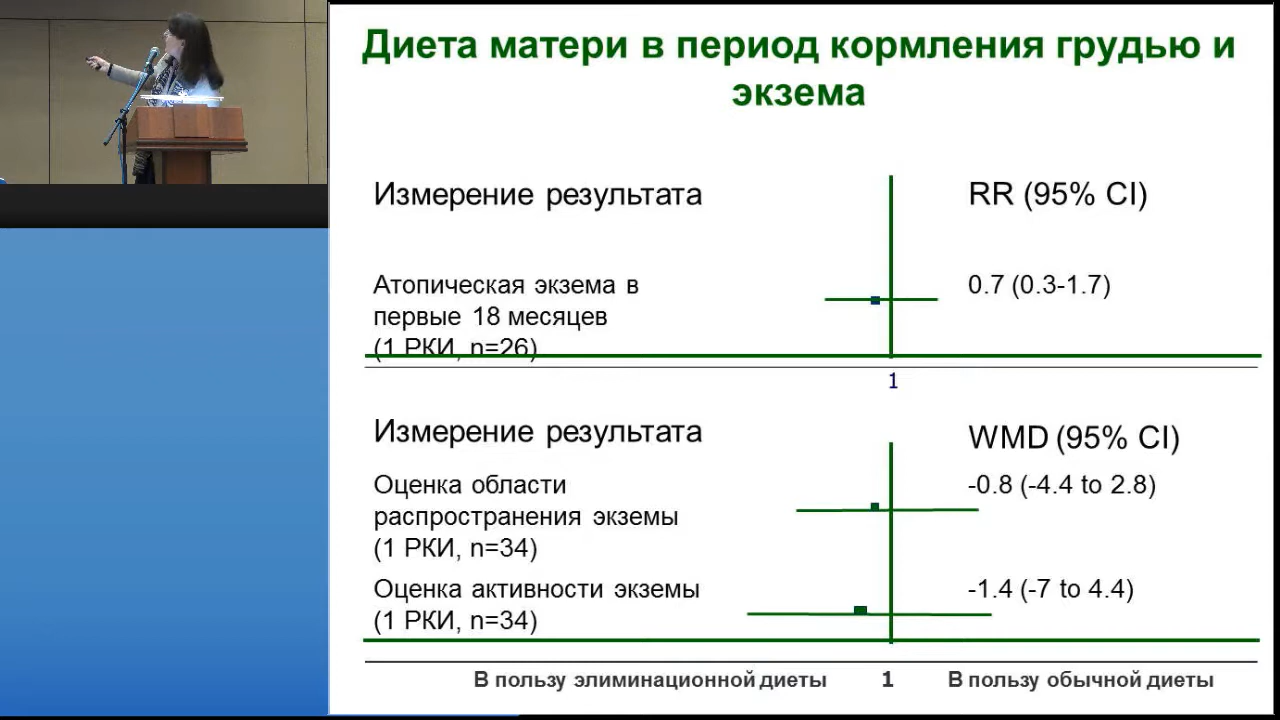 Диета матери в период кормления грудью и
экзема
Измерение результата
RR (95% CI)
Атопическая экзема в
первые 18 месяцев
(1 РКИ, n=26)
0.7 (0.3-1.7)
1
Измерение результата
WMD (95% CI)
Оценка области
распространения экземы
(1 РКИ, n=34)
-0.8 (-4.4 to 2.8)
Оценка активности экземы
(1 РКИ, n=34)
-1.4 (-7 to 4.4)
В пользу элиминационной диеты
1
В пользу обычной диеты